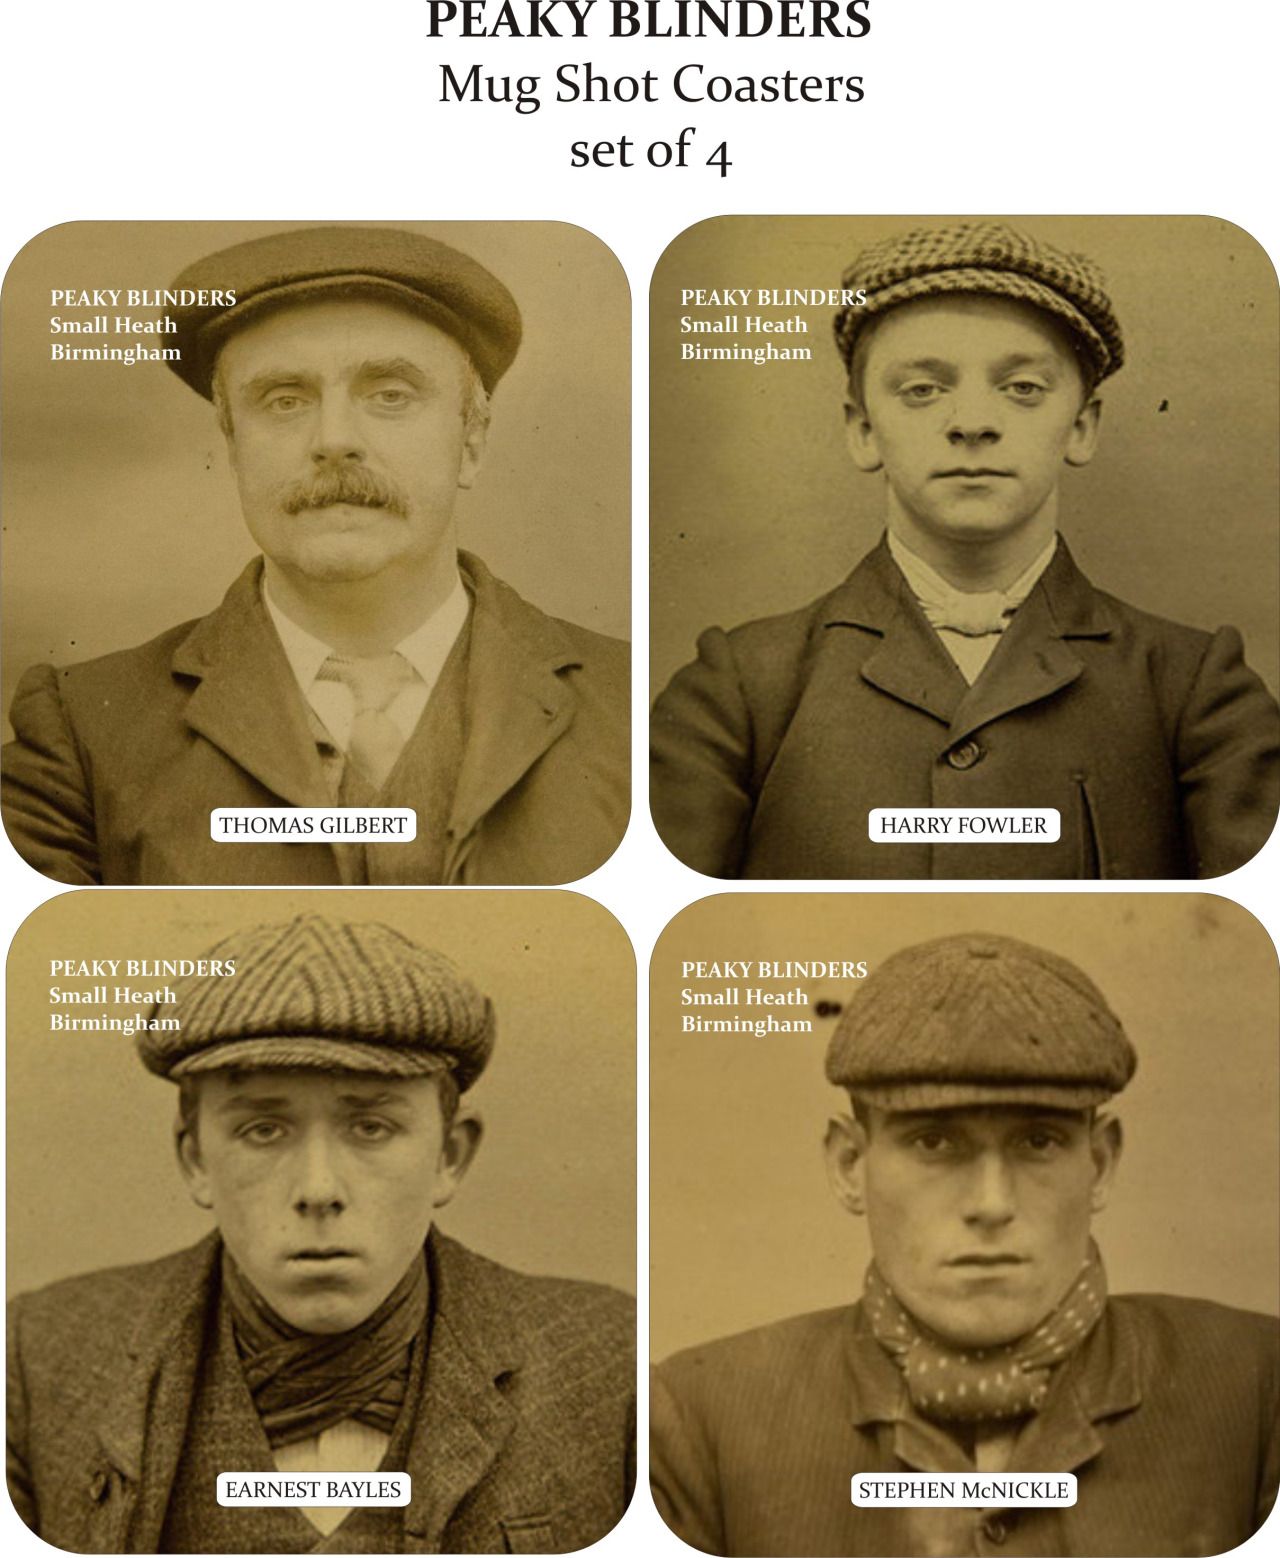 PEAKY BLINDERS
Mug Shot Coasters
set of 4
PEAKY BLINDERS
Small Heath
Birmingham
THOMAS GILBERT
PEAKY BLINDERS
Small Heath
Birmingham
HARRY FOWLER
PEAKY BLINDERS
Small Heath
Birmingham
EARNEST BAYLES
PEAKY BLINDERS
Small Heath
Birmingham
STEPHEN McNICKLE